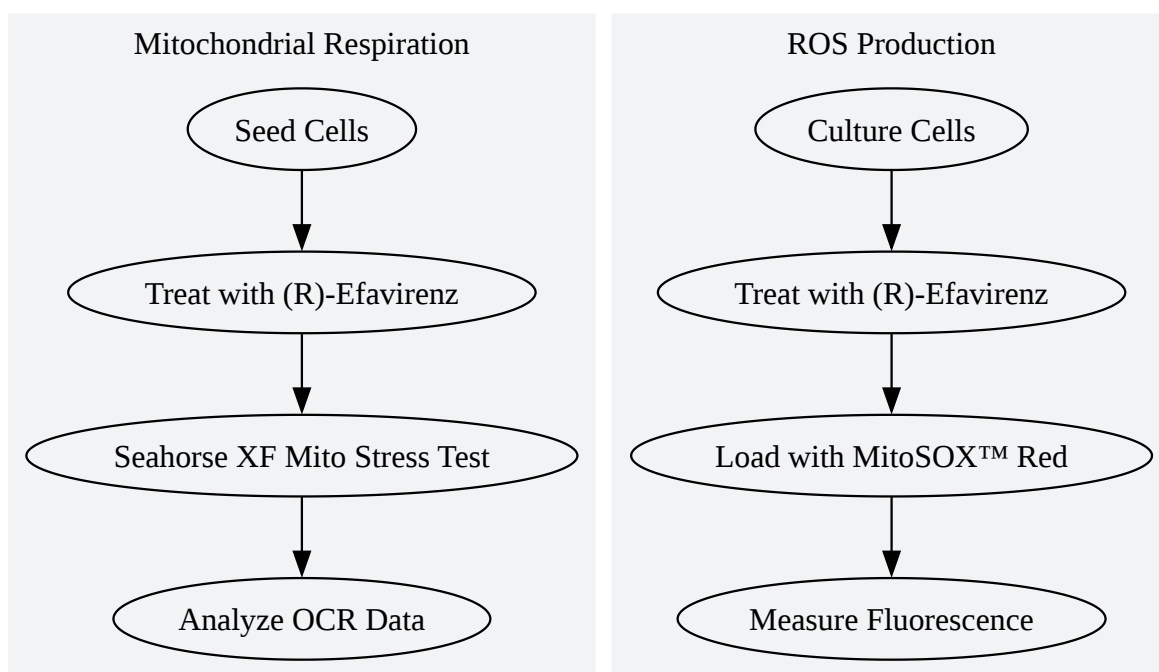 Mitochondrial Respiration
Seed Cells
Treat with (R)-Efavirenz
Seahorse XF Mito Stress Test
Analyze OCR Data
ROS Production
Culture Cells
Treat with (R)-Efavirenz
Load with MitoSOX™ Red
Measure Fluorescence